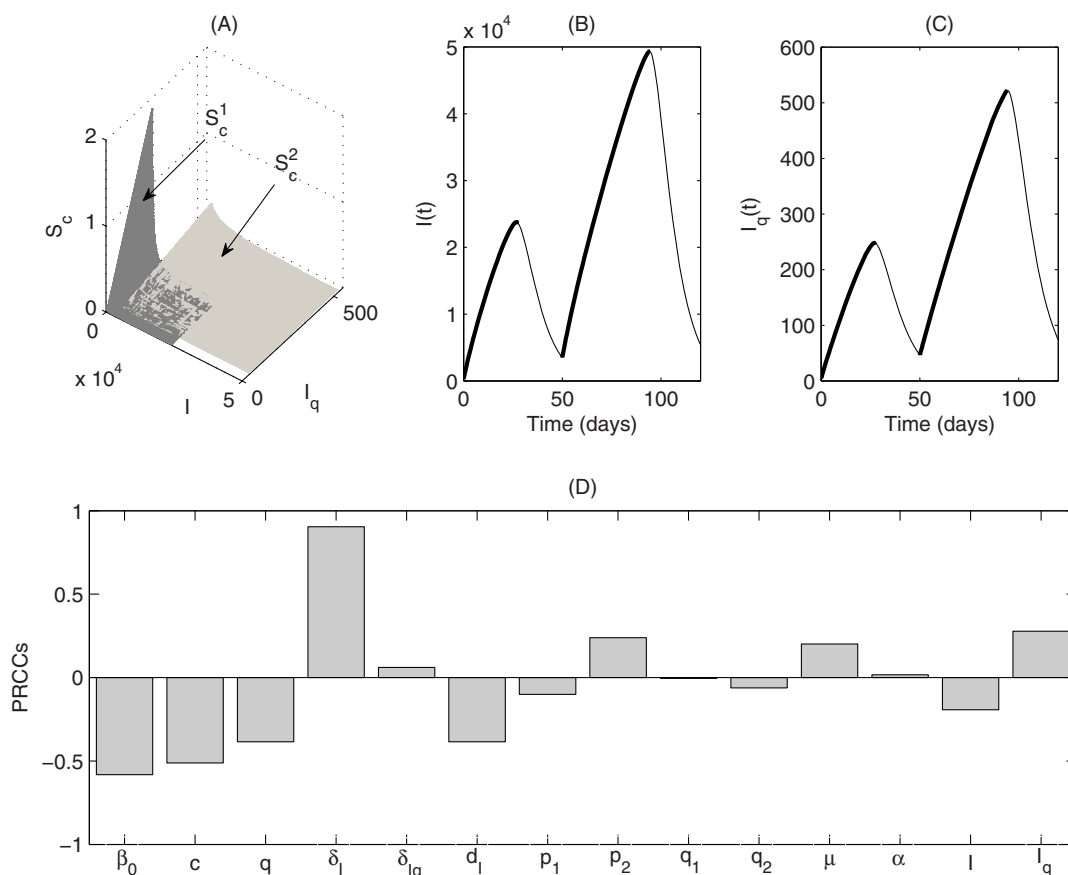 (A)
2
1
0
S_c
S_c^1
S_c^2
0
x 10^4
I
5
0
I_q
500
(B)
x 10^4
5
4
3
2
1
0
I(t)
0
50
100
Time (days)
(C)
600
500
400
300
200
100
0
I_q(t)
0
50
100
Time (days)
(D)
1
0.5
0
−0.5
−1
PRCCs
β_0
c
q
δ_I
δ_Iq
d_I
p_1
p_2
q_1
q_2
μ
α
I
I_q